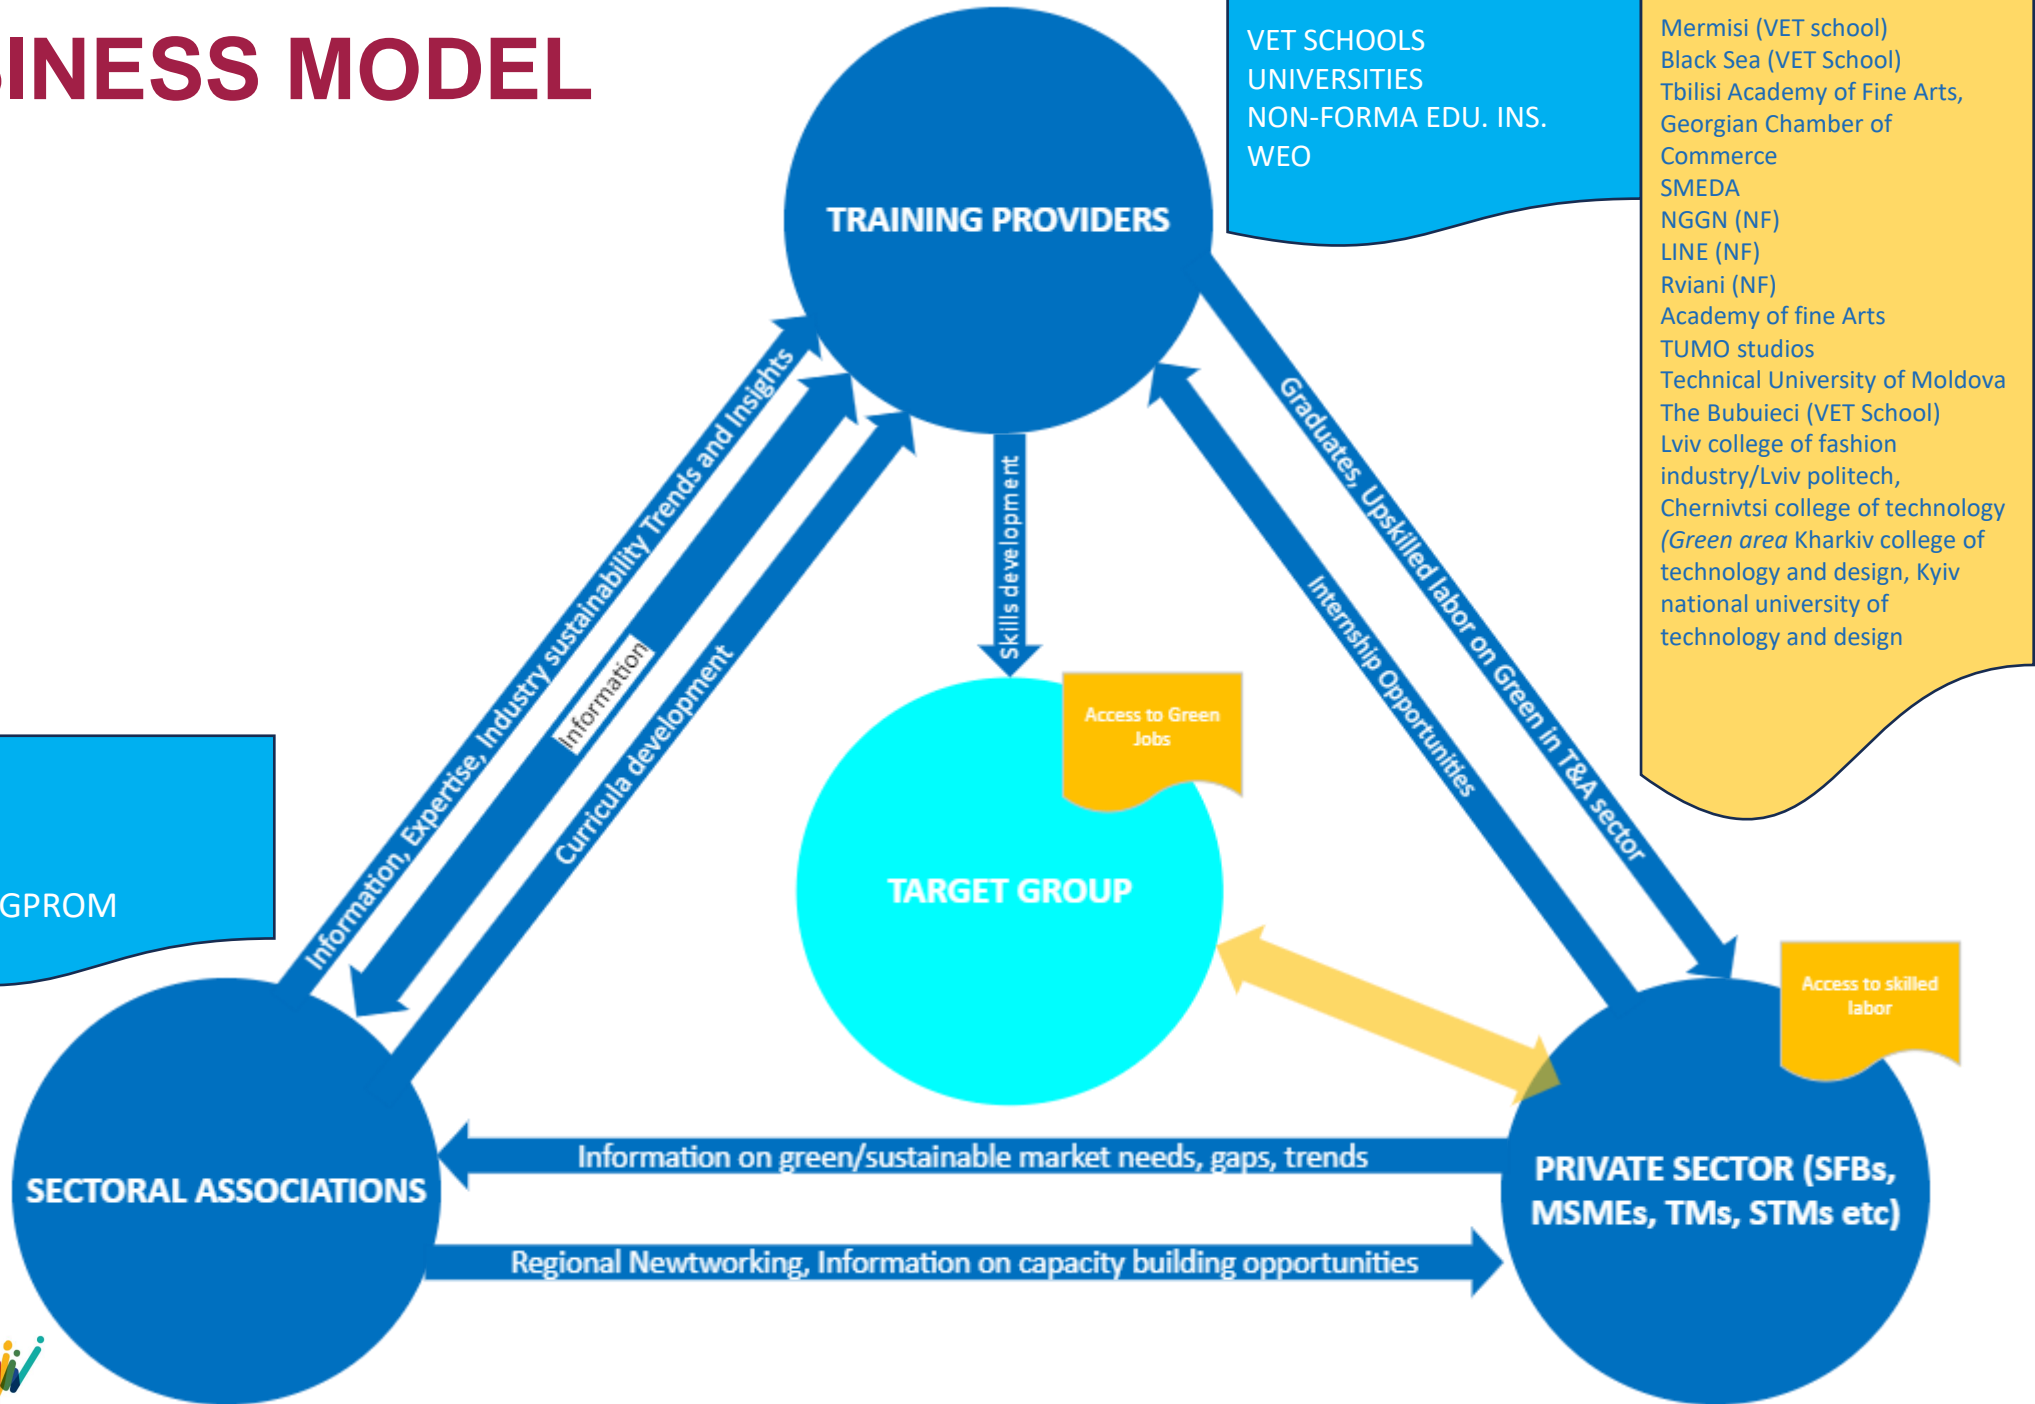 INESS MODEL
VET SCHOOLS
UNIVERSITIES
NON-FORMA EDU. INS.
WEO
Mermisi (VET school)
Black Sea (VET School)
Tbilisi Academy of Fine Arts,
Georgian Chamber of
Commerce
SMEDA
NGGN (NF)
LINE (NF)
Rviani (NF)
Academy of fine Arts
TUMO studios
Technical University of Moldova
The Bubuieci (VET School)
Lviv college of fashion
industry/Lviv politech,
Chernivtsi college of technology
(Green area Kharkiv college of
technology and design, Kyiv
national university of
technology and design
TRAINING PROVIDERS
Information, Expertise, Industry sustainability Trends and Insights
Information
Curricula development
Skills development
Graduates, Upskilled labor on Green in T&A sector
Internship Opportunities
Access to Green
Jobs
TARGET GROUP
GPROM
Access to skilled
labor
SECTORAL ASSOCIATIONS
Information on green/sustainable market needs, gaps, trends
Regional Newtworking, Information on capacity building opportunities
PRIVATE SECTOR (SFBs,
MSMEs, TMs, STMs etc)